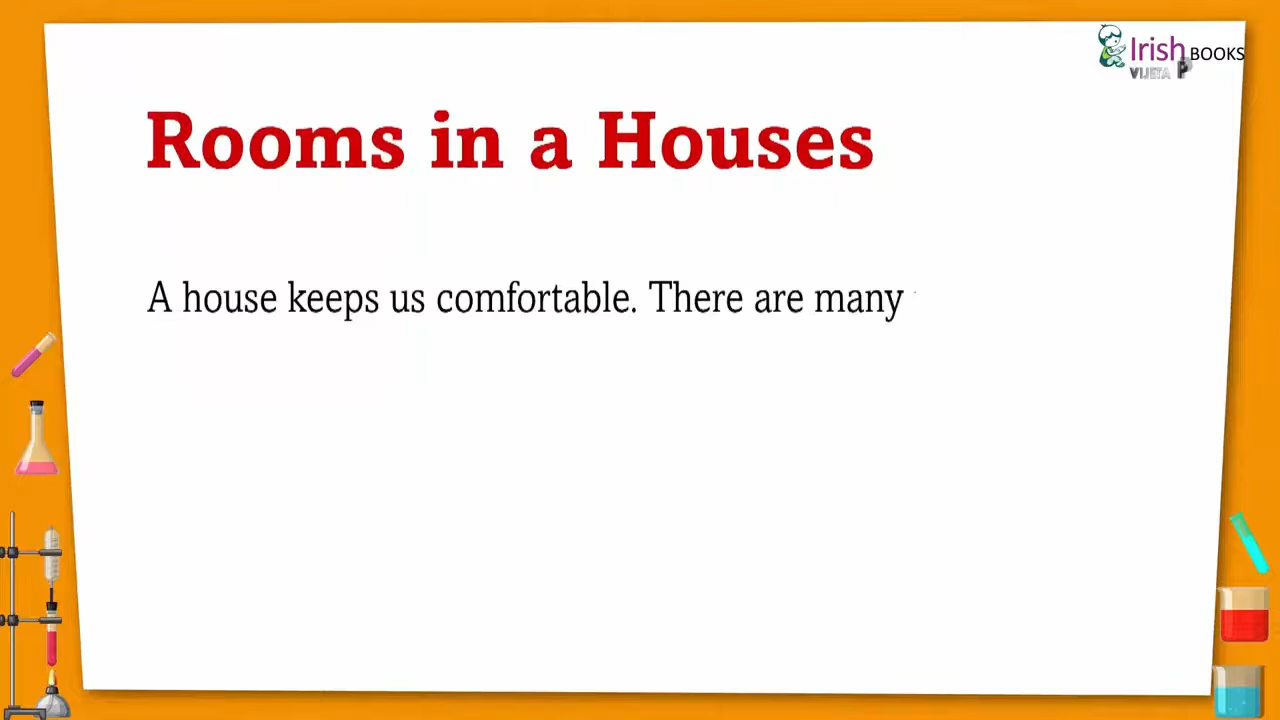 Irish BOOKS
VIJETA P
Rooms in a Houses
A house keeps us comfortable. There are many